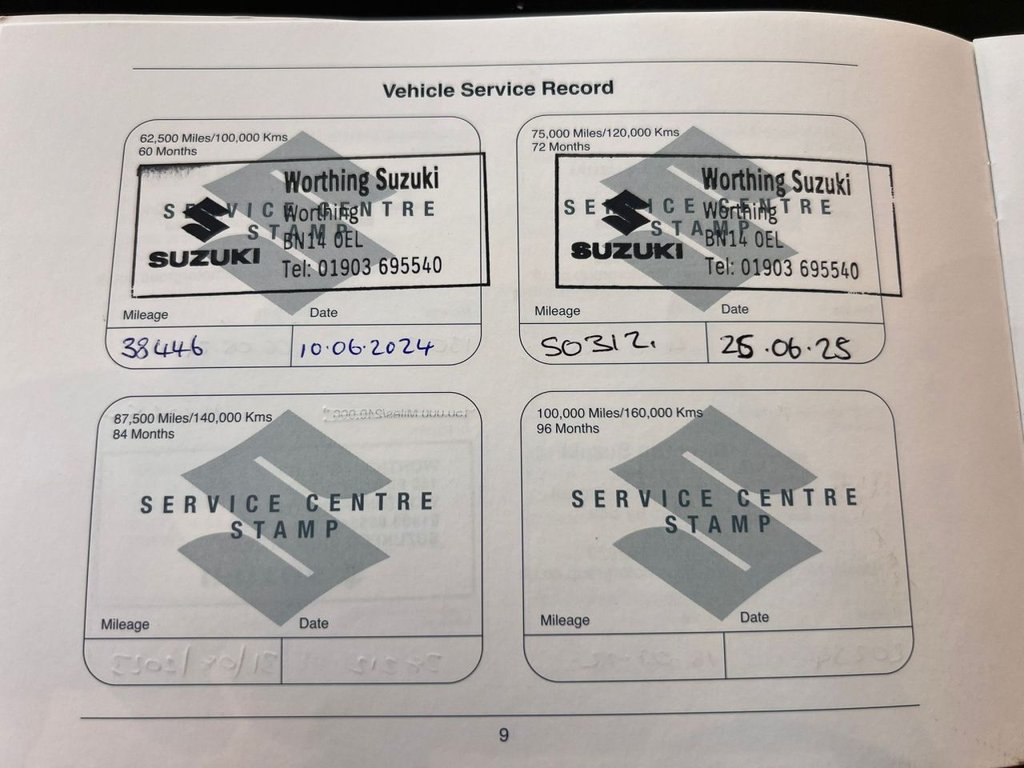 Vehicle Service Record
62,500 Miles/100,000 Kms
60 Months
SERVICE CENTRE
STAMP
Worthing Suzuki
Worthing
BN14 0EL
Tel: 01903 695540
SUZUKI
Mileage Date
38446 10.06.2024
75,000 Miles/120,000 Kms
72 Months
SERVICE CENTRE
STAMP
Worthing Suzuki
Worthing
BN14 0EL
Tel: 01903 695540
SUZUKI
Mileage Date
50312. 25.06.25
87,500 Miles/140,000 Kms
84 Months
SERVICE CENTRE
STAMP
Mileage Date
100,000 Miles/160,000 Kms
96 Months
SERVICE CENTRE
STAMP
Mileage Date
9